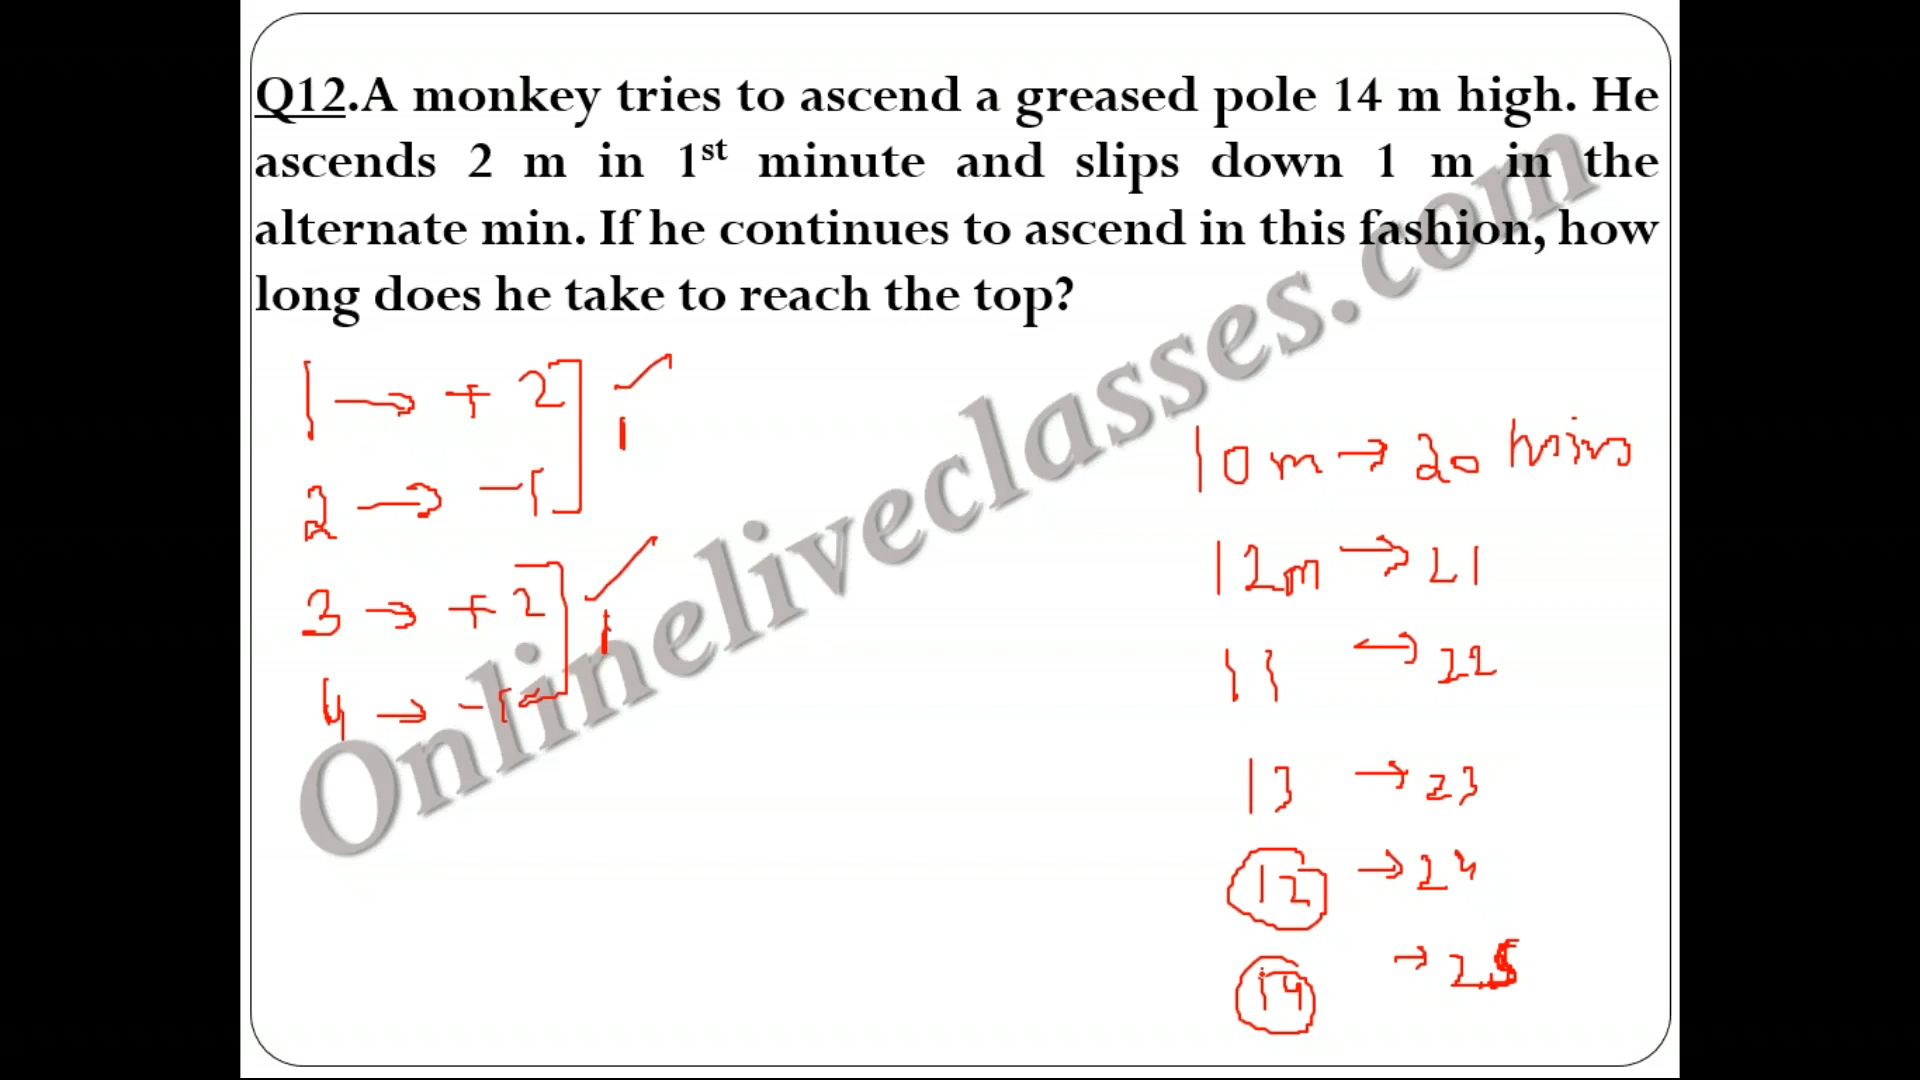 Q12.A monkey tries to ascend a greased pole 14 m high. He
ascends 2 m in 1st minute and slips down 1 m in the
alternate min. If he continues to ascend in this fashion, how
long does he take to reach the top?
1 → + 2
1
2 → -1
3 → + 2
1
4 → -1
10 m → 20 mins
12m → 21
11 → 22
13 → 23
12 → 24
14 → 25
Onlineliveclasses.com